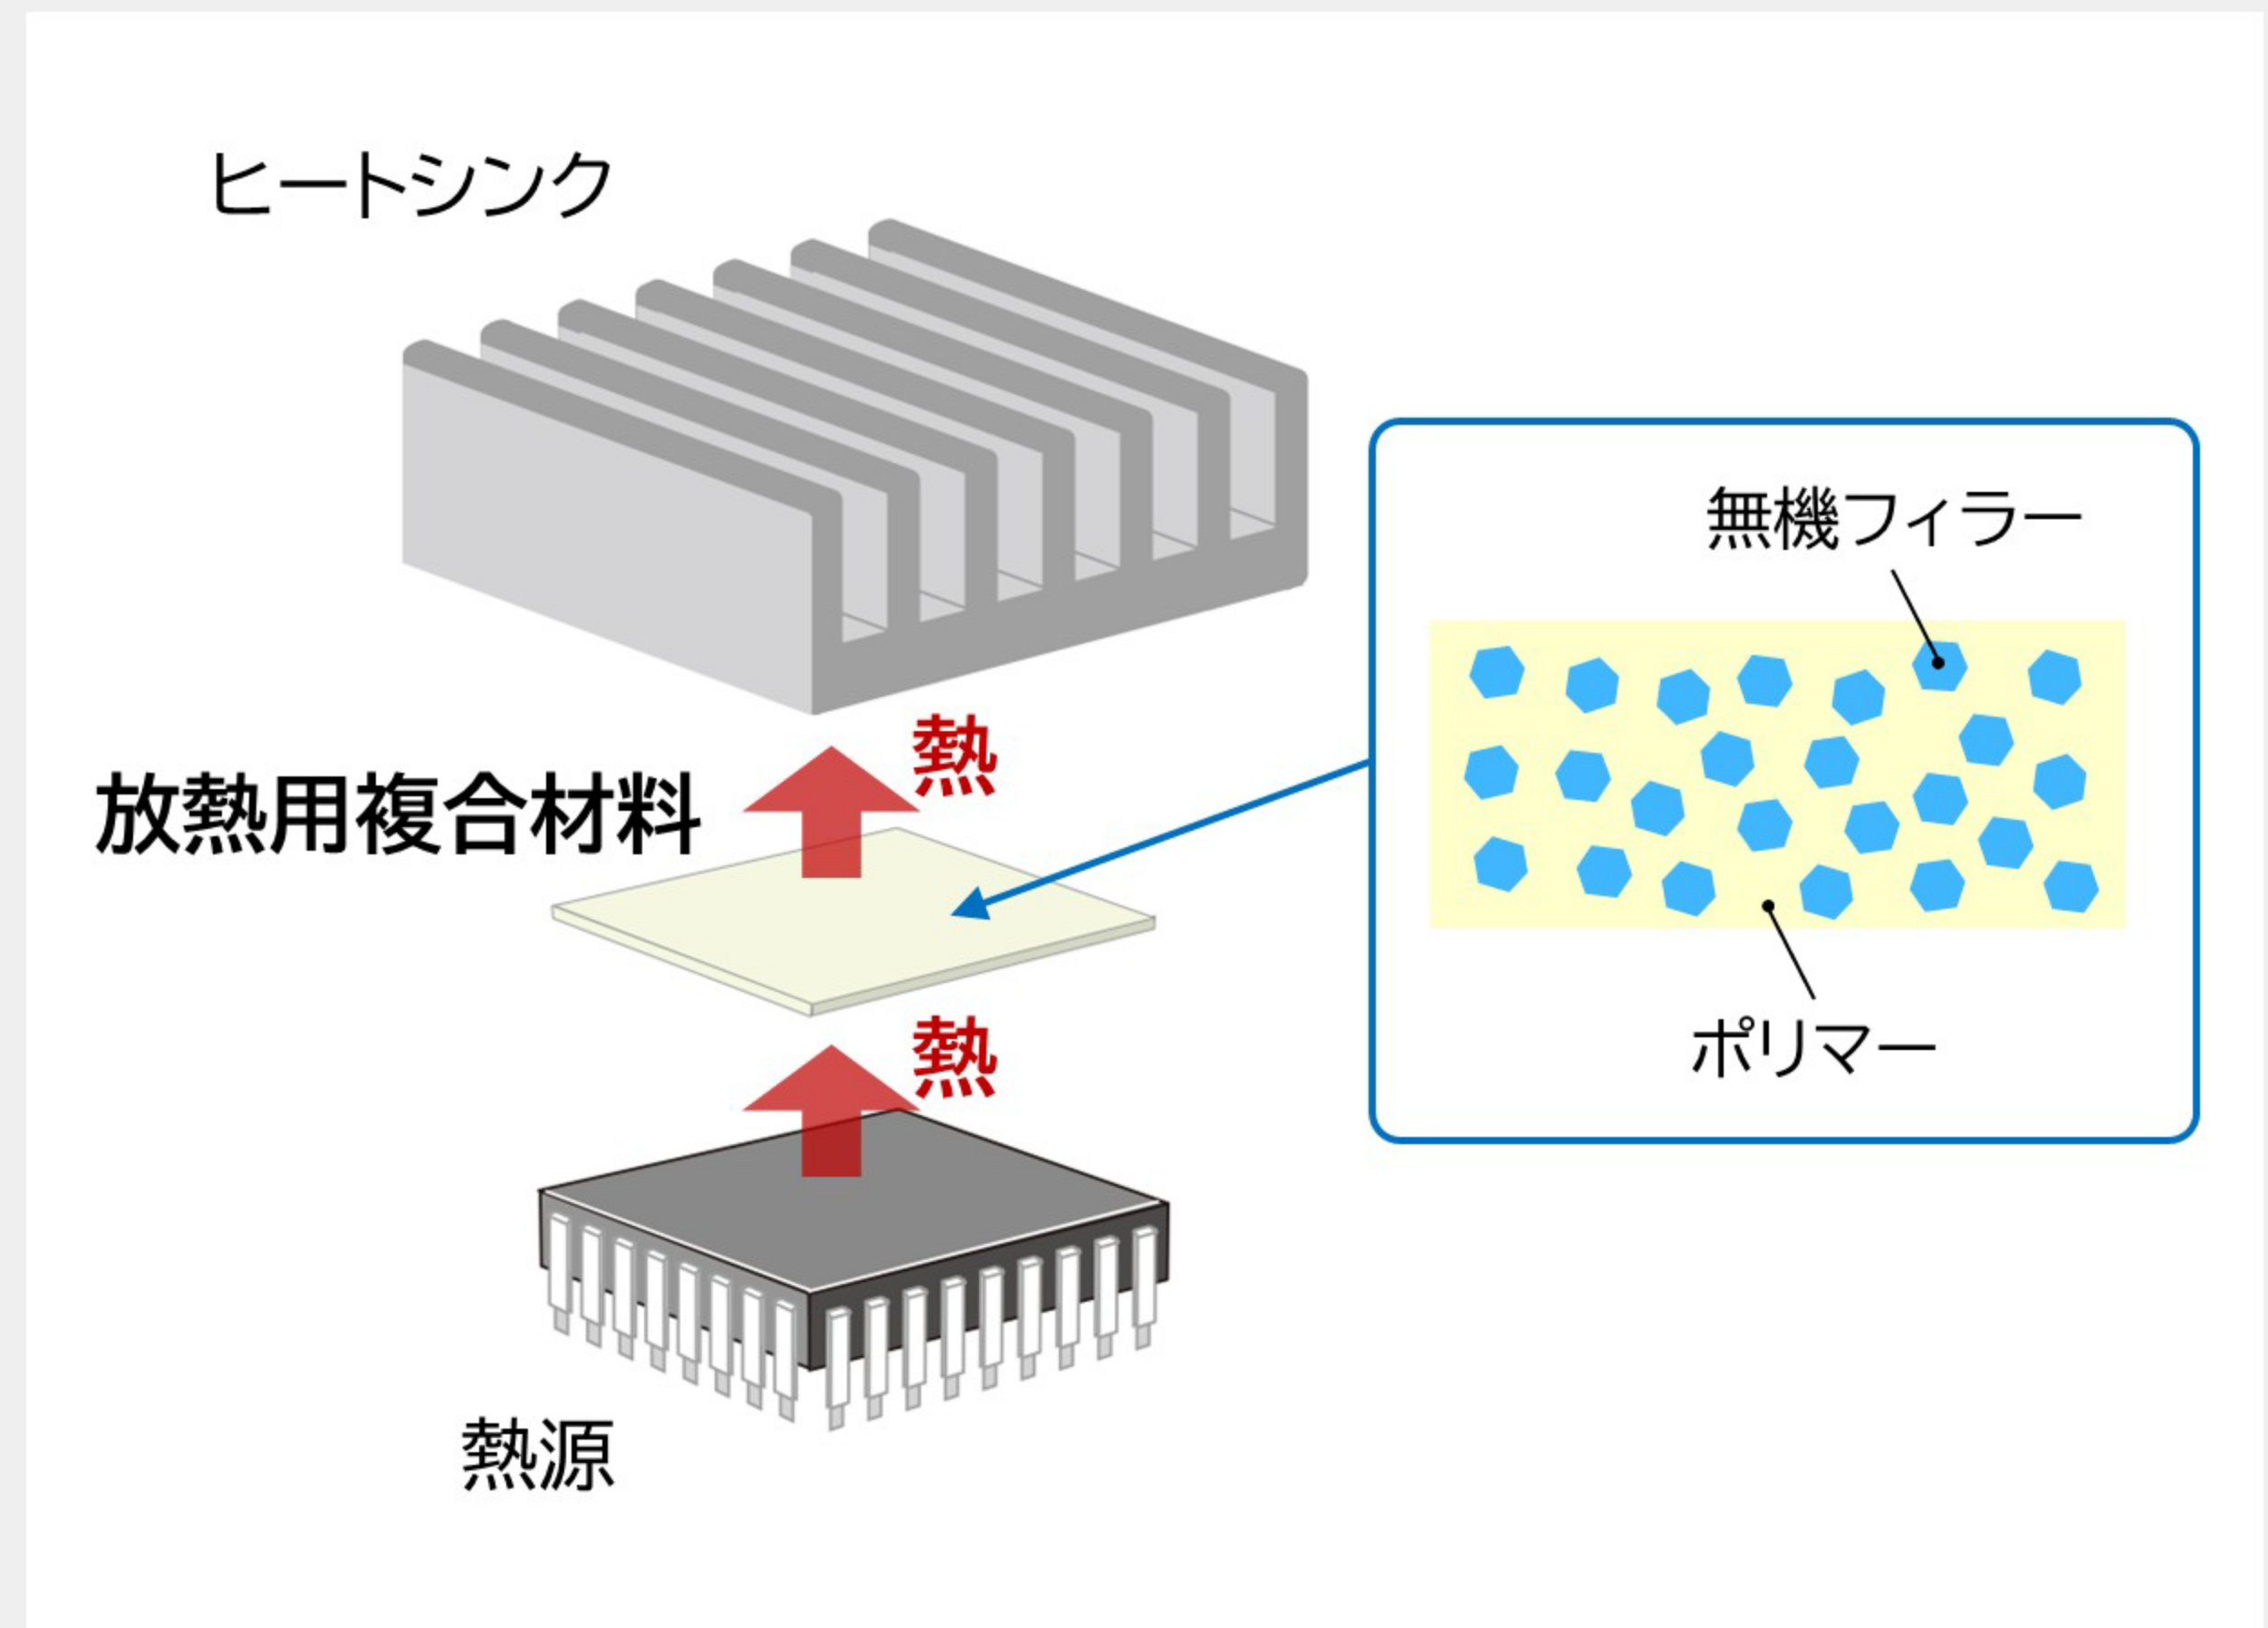 ヒートシンク
無機フィラー
熱
放熱用複合材料
熱
ポリマー
熱源